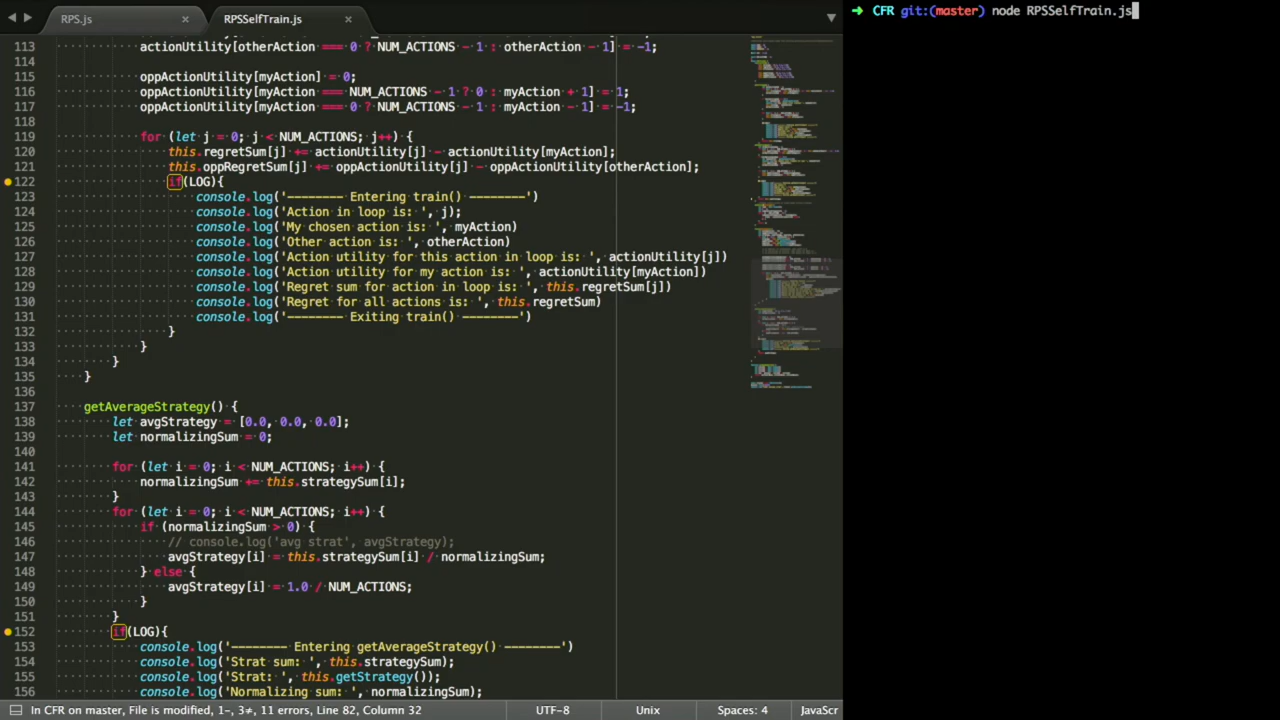 RPS.js
RPSSelfTrain.js
➜ CFR git:(master) node RPSSelfTrain.js
113 actionUtility[otherAction === 0 ? NUM_ACTIONS - 1 : otherAction - 1] = -1;
114
115 oppActionUtility[myAction] = 0;
116 oppActionUtility[myAction === NUM_ACTIONS - 1 ? 0 : myAction + 1] = 1;
117 oppActionUtility[myAction === 0 ? NUM_ACTIONS - 1 : myAction - 1] = -1;
118
119 for (let j = 0; j < NUM_ACTIONS; j++) {
120 this.regretSum[j] += actionUtility[j] - actionUtility[myAction];
121 this.oppRegretSum[j] += oppActionUtility[j] - oppActionUtility[otherAction];
122 if(LOG){
123 console.log('-------- Entering train() --------')
124 console.log('Action in loop is: ', j);
125 console.log('My chosen action is: ', myAction)
126 console.log('Other action is: ', otherAction)
127 console.log('Action utility for this action in loop is: ', actionUtility[j])
128 console.log('Action utility for my action is: ', actionUtility[myAction])
129 console.log('Regret sum for action in loop is: ', this.regretSum[j])
130 console.log('Regret for all actions is: ', this.regretSum)
131 console.log('-------- Exiting train() --------')
132 }
133 }
134 }
135 }
136
137 getAverageStrategy() {
138 let avgStrategy = [0.0, 0.0, 0.0];
139 let normalizingSum = 0;
140
141 for (let i = 0; i < NUM_ACTIONS; i++) {
142 normalizingSum += this.strategySum[i];
143 }
144 for (let i = 0; i < NUM_ACTIONS; i++) {
145 if (normalizingSum > 0) {
146 // console.log('avg strat', avgStrategy);
147 avgStrategy[i] = this.strategySum[i] / normalizingSum;
148 } else {
149 avgStrategy[i] = 1.0 / NUM_ACTIONS;
150 }
151 }
152 if(LOG){
153 console.log('-------- Entering getAverageStrategy() --------')
154 console.log('Strat sum: ', this.strategySum);
155 console.log('Strat: ', this.getStrategy());
156 console.log('Normalizing sum: ', normalizingSum);
In CFR on master, File is modified, 1-, 3≠, 11 errors, Line 82, Column 32
UTF-8
Unix
Spaces: 4
JavaScr